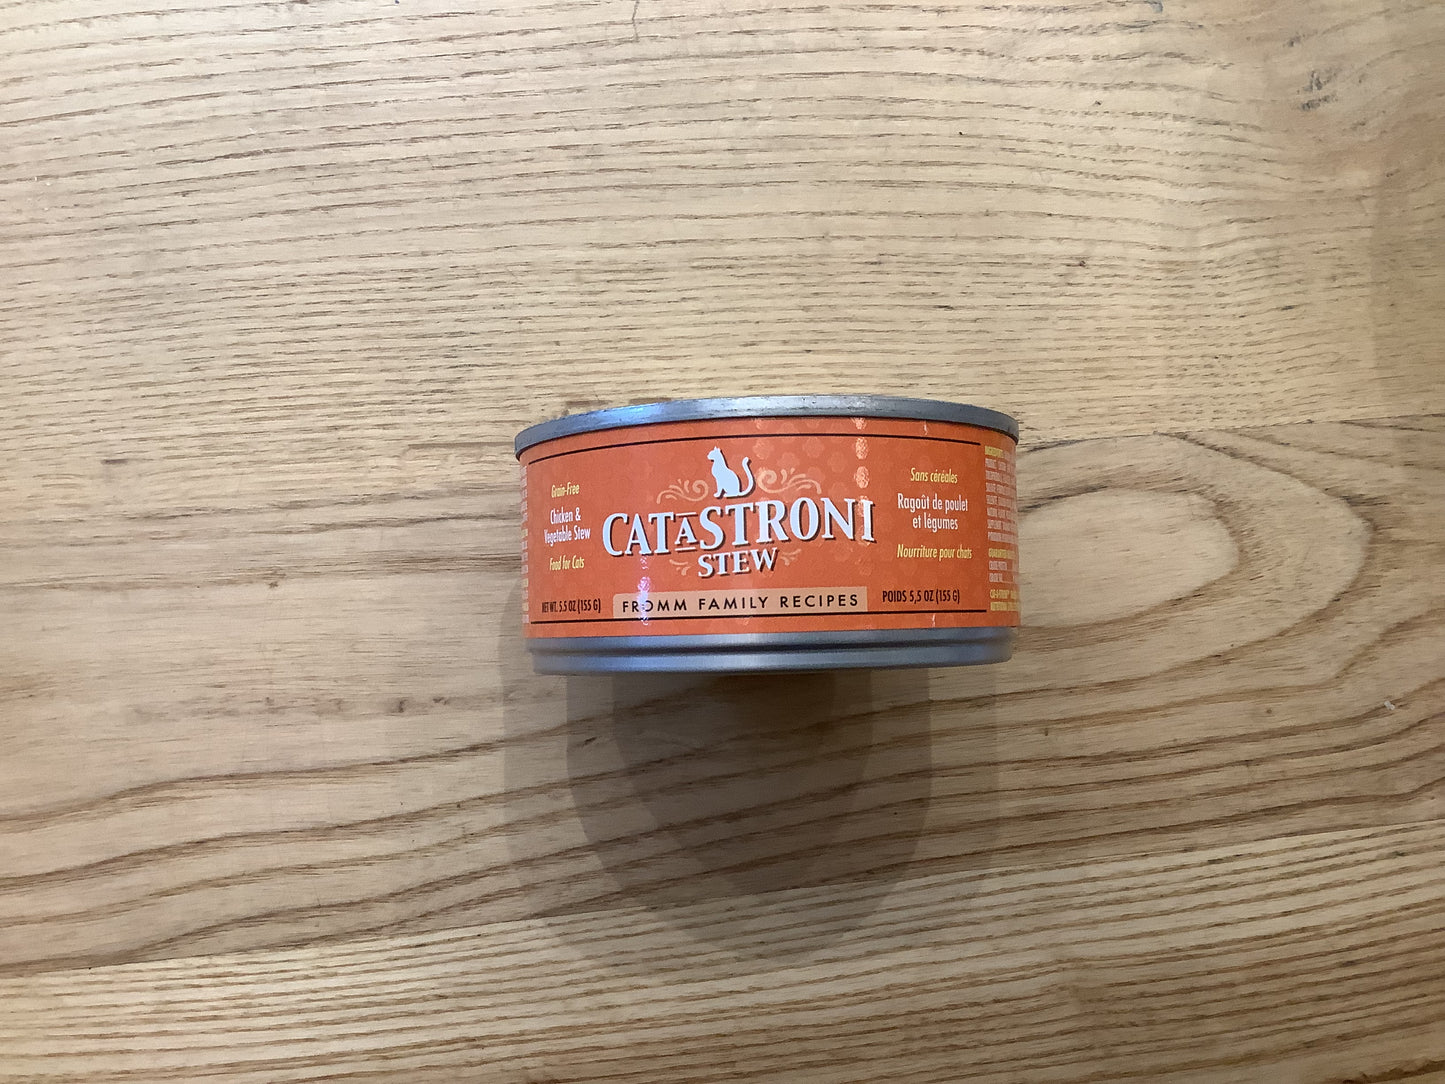 Grain-Free
Chicken &
Vegetable Stew
Food for Cats
NET WT. 5.5 OZ (155 G)
CATASTRONI
STEW
FROMM FAMILY RECIPES
Sans céréales
Ragoût de poulet
et légumes
Nourriture pour chats
POIDS 5,5 OZ (155 G)